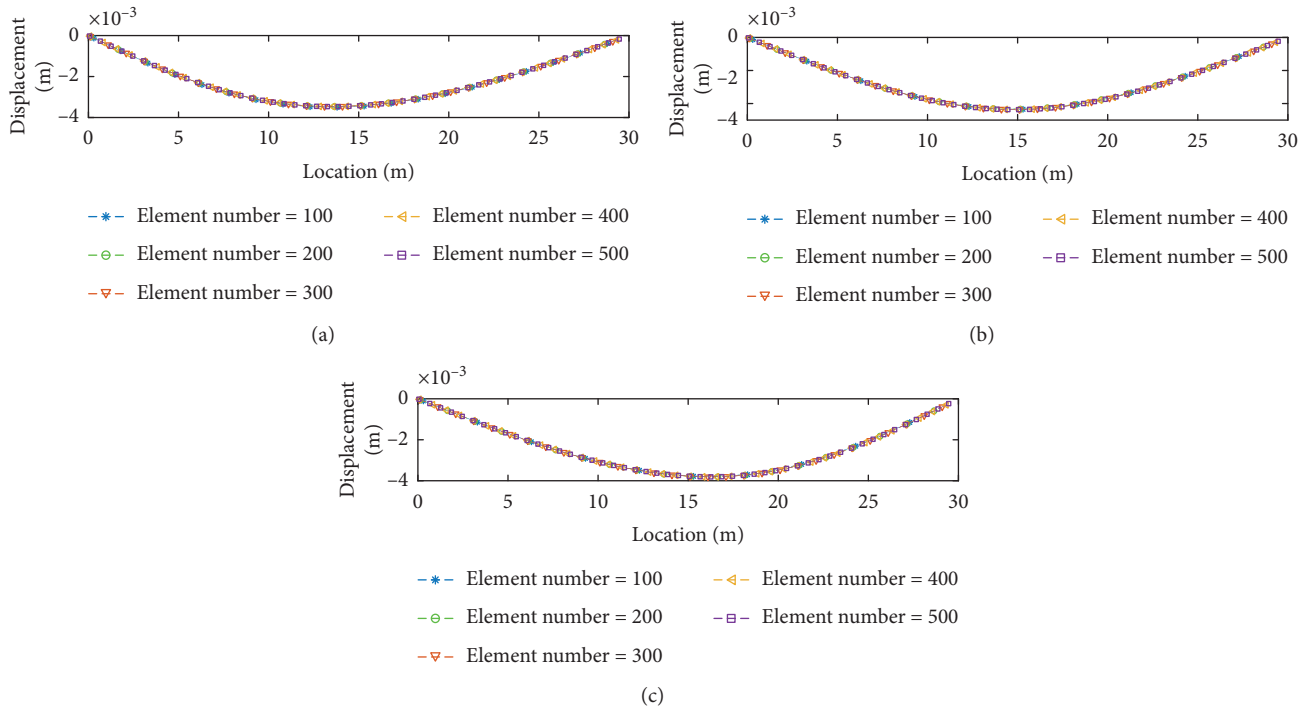 ×10⁻³
0
−2
−4
Displacement
(m)
0 5 10 15 20 25 30
Location (m)
Element number = 100
Element number = 200
Element number = 300
Element number = 400
Element number = 500
(a)
×10⁻³
0
−2
−4
Displacement
(m)
0 5 10 15 20 25 30
Location (m)
Element number = 100
Element number = 200
Element number = 300
Element number = 400
Element number = 500
(b)
×10⁻³
0
−2
−4
Displacement
(m)
0 5 10 15 20 25 30
Location (m)
Element number = 100
Element number = 200
Element number = 300
Element number = 400
Element number = 500
(c)